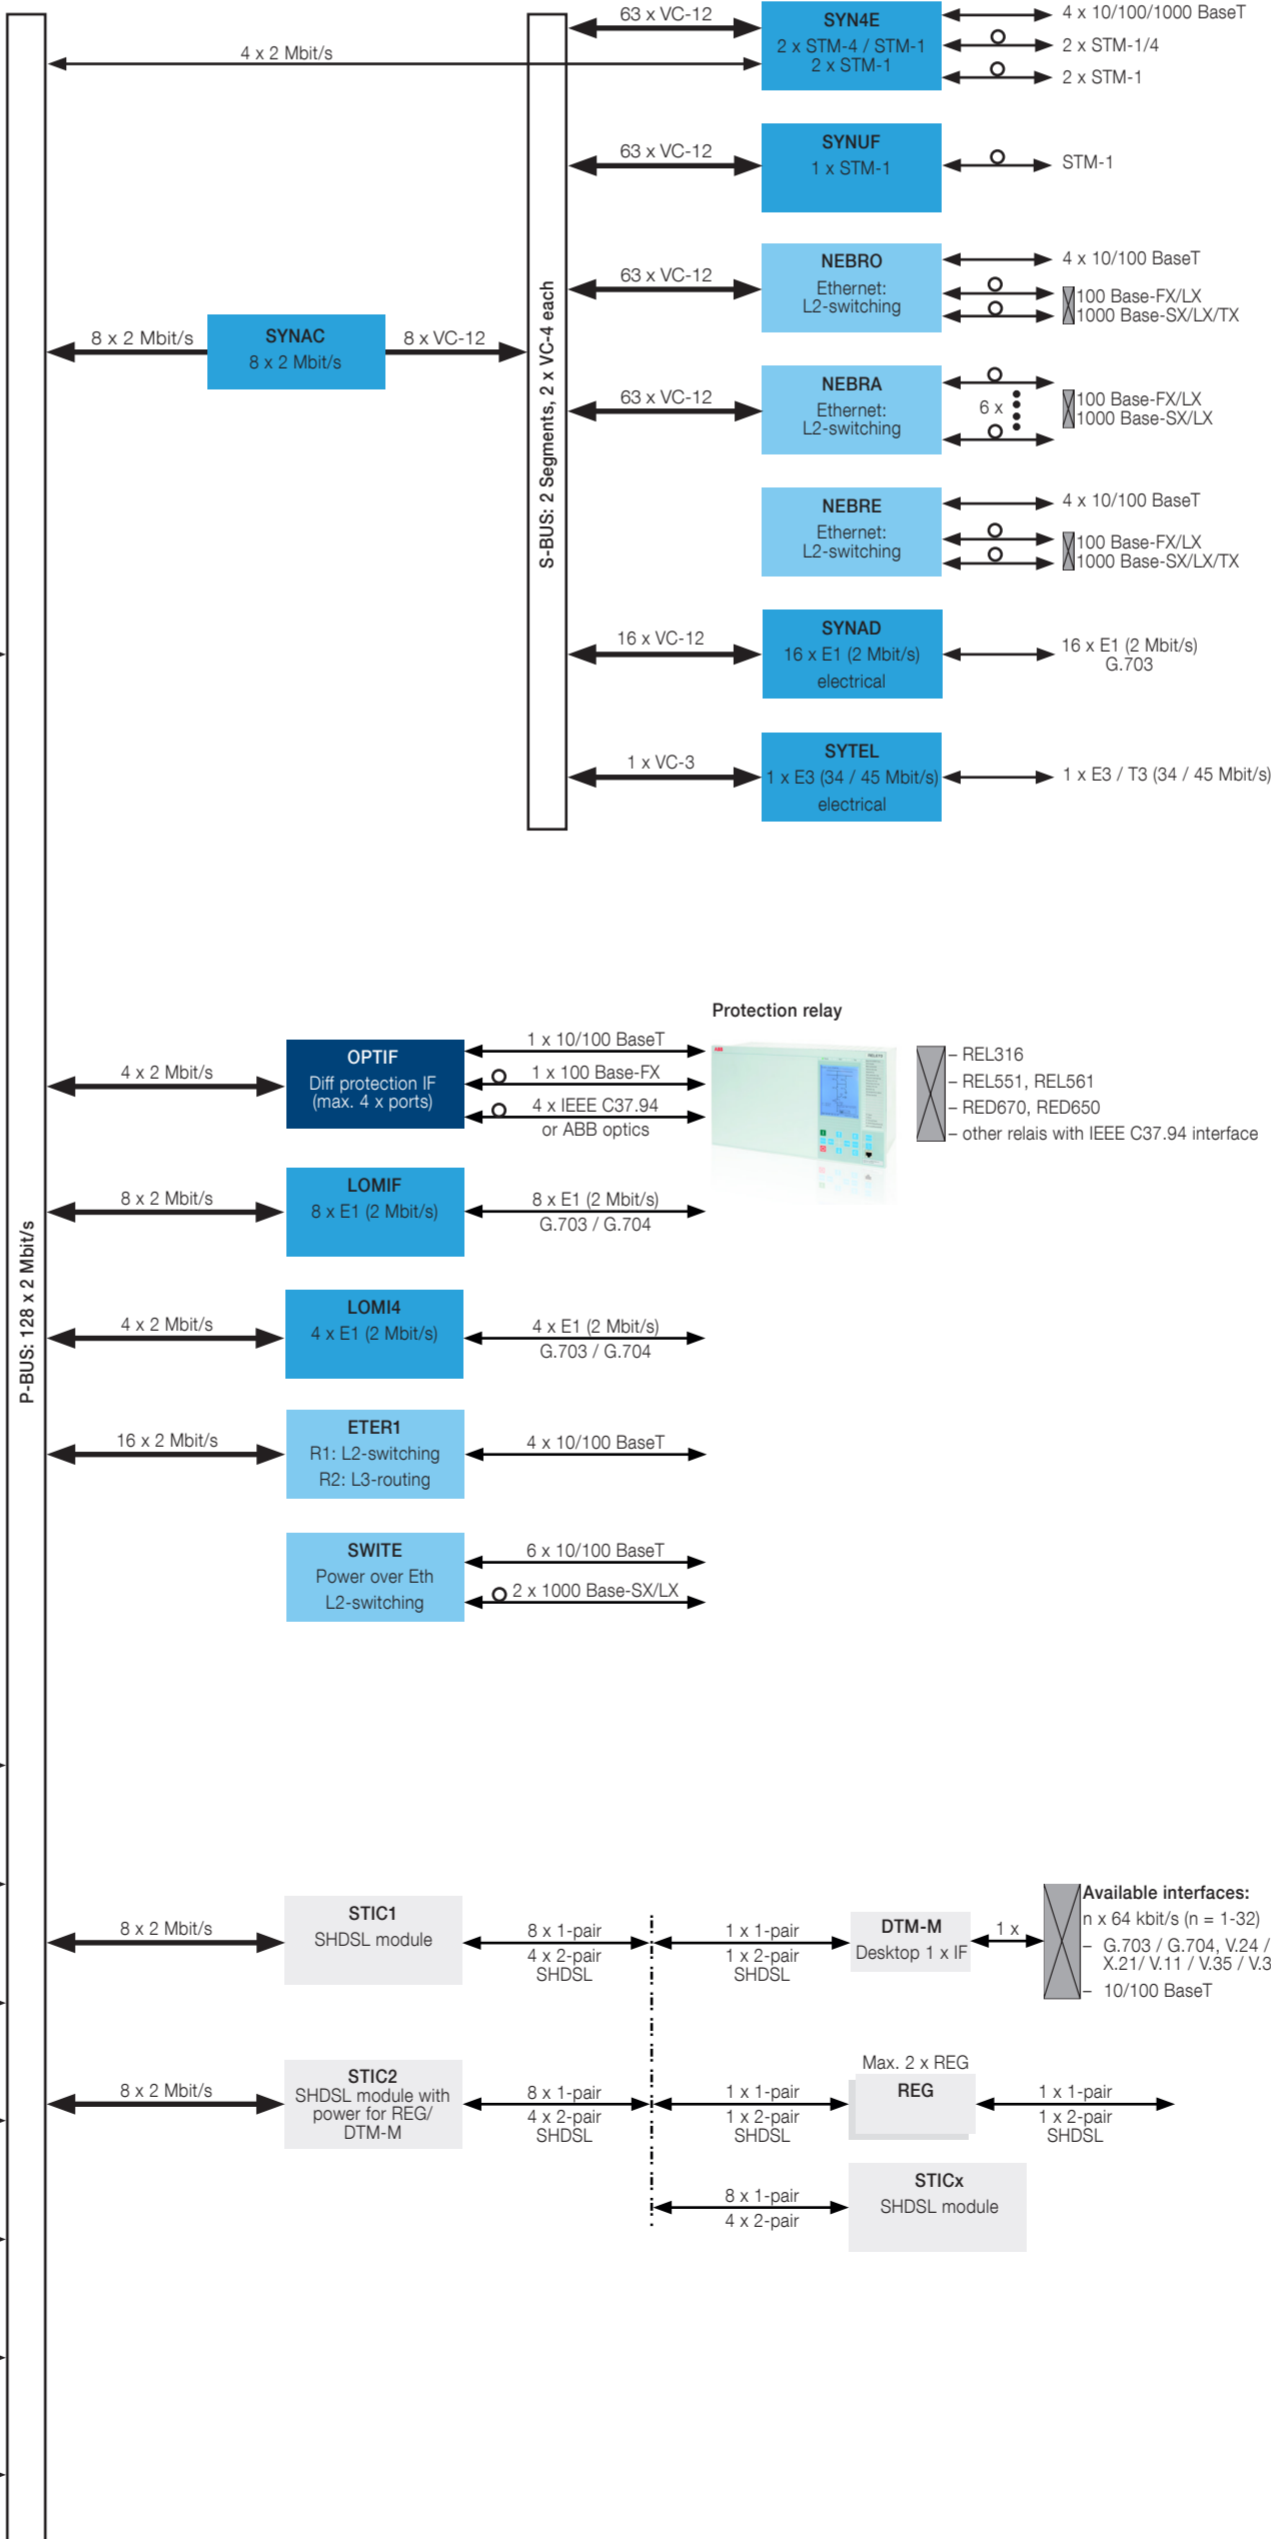 63 x VC-12
SYN4E
2 x STM-4 / STM-1
2 x STM-1
4 x 10/100/1000 BaseT
2 x STM-1/4
2 x STM-1
4 x 2 Mbit/s
63 x VC-12
SYNUF
1 x STM-1
STM-1
63 x VC-12
NEBRO
Ethernet:
L2-switching
4 x 10/100 BaseT
100 Base-FX/LX
1000 Base-SX/LX/TX
8 x 2 Mbit/s
SYNAC
8 x 2 Mbit/s
8 x VC-12
S-BUS: 2 Segments, 2 x VC-4 each
63 x VC-12
NEBRA
Ethernet:
L2-switching
6 x
100 Base-FX/LX
1000 Base-SX/LX
NEBRE
Ethernet:
L2-switching
4 x 10/100 BaseT
100 Base-FX/LX
1000 Base-SX/LX/TX
16 x VC-12
SYNAD
16 x E1 (2 Mbit/s)
electrical
16 x E1 (2 Mbit/s)
G.703
1 x VC-3
SYTEL
1 x E3 (34 / 45 Mbit/s)
electrical
1 x E3 / T3 (34 / 45 Mbit/s)
P-BUS: 128 x 2 Mbit/s
Protection relay
4 x 2 Mbit/s
OPTIF
Diff protection IF
(max. 4 x ports)
1 x 10/100 BaseT
1 x 100 Base-FX
4 x IEEE C37.94
or ABB optics
– REL316
– REL551, REL561
– RED670, RED650
– other relais with IEEE C37.94 interface
8 x 2 Mbit/s
LOMIF
8 x E1 (2 Mbit/s)
8 x E1 (2 Mbit/s)
G.703 / G.704
4 x 2 Mbit/s
LOMI4
4 x E1 (2 Mbit/s)
4 x E1 (2 Mbit/s)
G.703 / G.704
16 x 2 Mbit/s
ETER1
R1: L2-switching
R2: L3-routing
4 x 10/100 BaseT
SWITE
Power over Eth
L2-switching
6 x 10/100 BaseT
2 x 1000 Base-SX/LX
8 x 2 Mbit/s
STIC1
SHDSL module
8 x 1-pair
4 x 2-pair
SHDSL
1 x 1-pair
1 x 2-pair
SHDSL
DTM-M
Desktop 1 x IF
1 x
Available interfaces:
n x 64 kbit/s (n = 1-32)
– G.703 / G.704, V.24 /
X.21/ V.11 / V.35 / V.3
– 10/100 BaseT
8 x 2 Mbit/s
STIC2
SHDSL module with
power for REG/
DTM-M
8 x 1-pair
4 x 2-pair
SHDSL
1 x 1-pair
1 x 2-pair
SHDSL
Max. 2 x REG
REG
1 x 1-pair
1 x 2-pair
SHDSL
8 x 1-pair
4 x 2-pair
STICx
SHDSL module